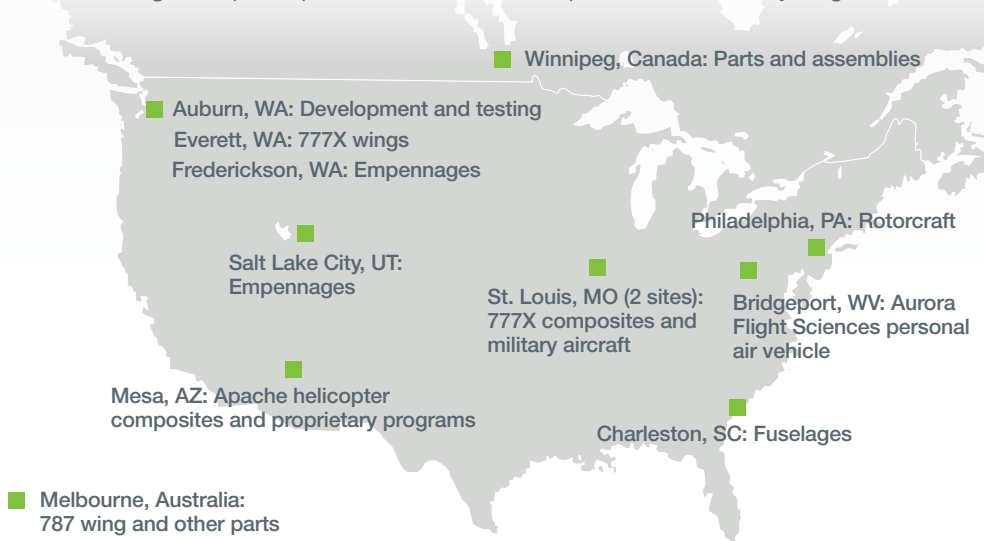 Winnipeg, Canada: Parts and assemblies
Auburn, WA: Development and testing
Everett, WA: 777X wings
Frederickson, WA: Empennages
Philadelphia, PA: Rotorcraft
Salt Lake City, UT:
Empennages
St. Louis, MO (2 sites):
777X composites and
military aircraft
Bridgeport, WV: Aurora
Flight Sciences personal
air vehicle
Mesa, AZ: Apache helicopter
composites and proprietary programs
Charleston, SC: Fuselages
Melbourne, Australia:
787 wing and other parts